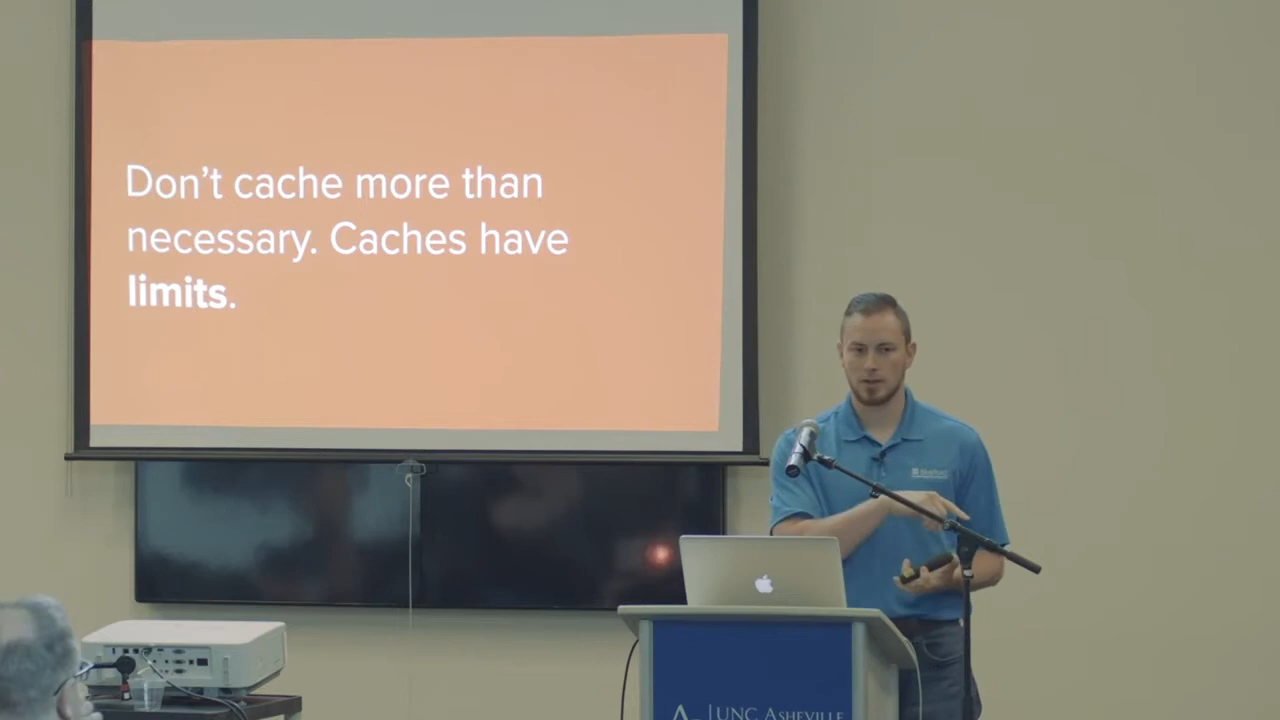 Don't cache more than
necessary. Caches have
limits.
UNC ASHEVILLE